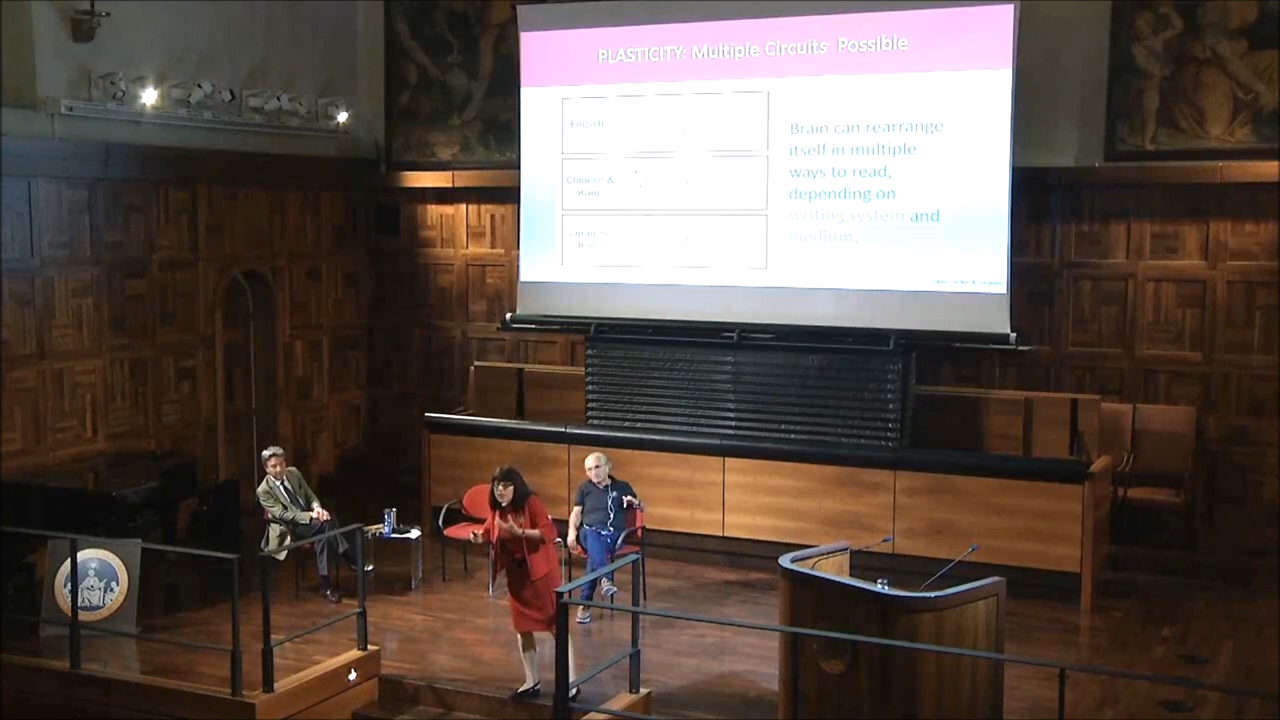 PLASTICITY: Multiple Circuits Possible
English
Chinese &
Brain can rearrange
itself in multiple
ways to read,
depending on
writing system and
medium.